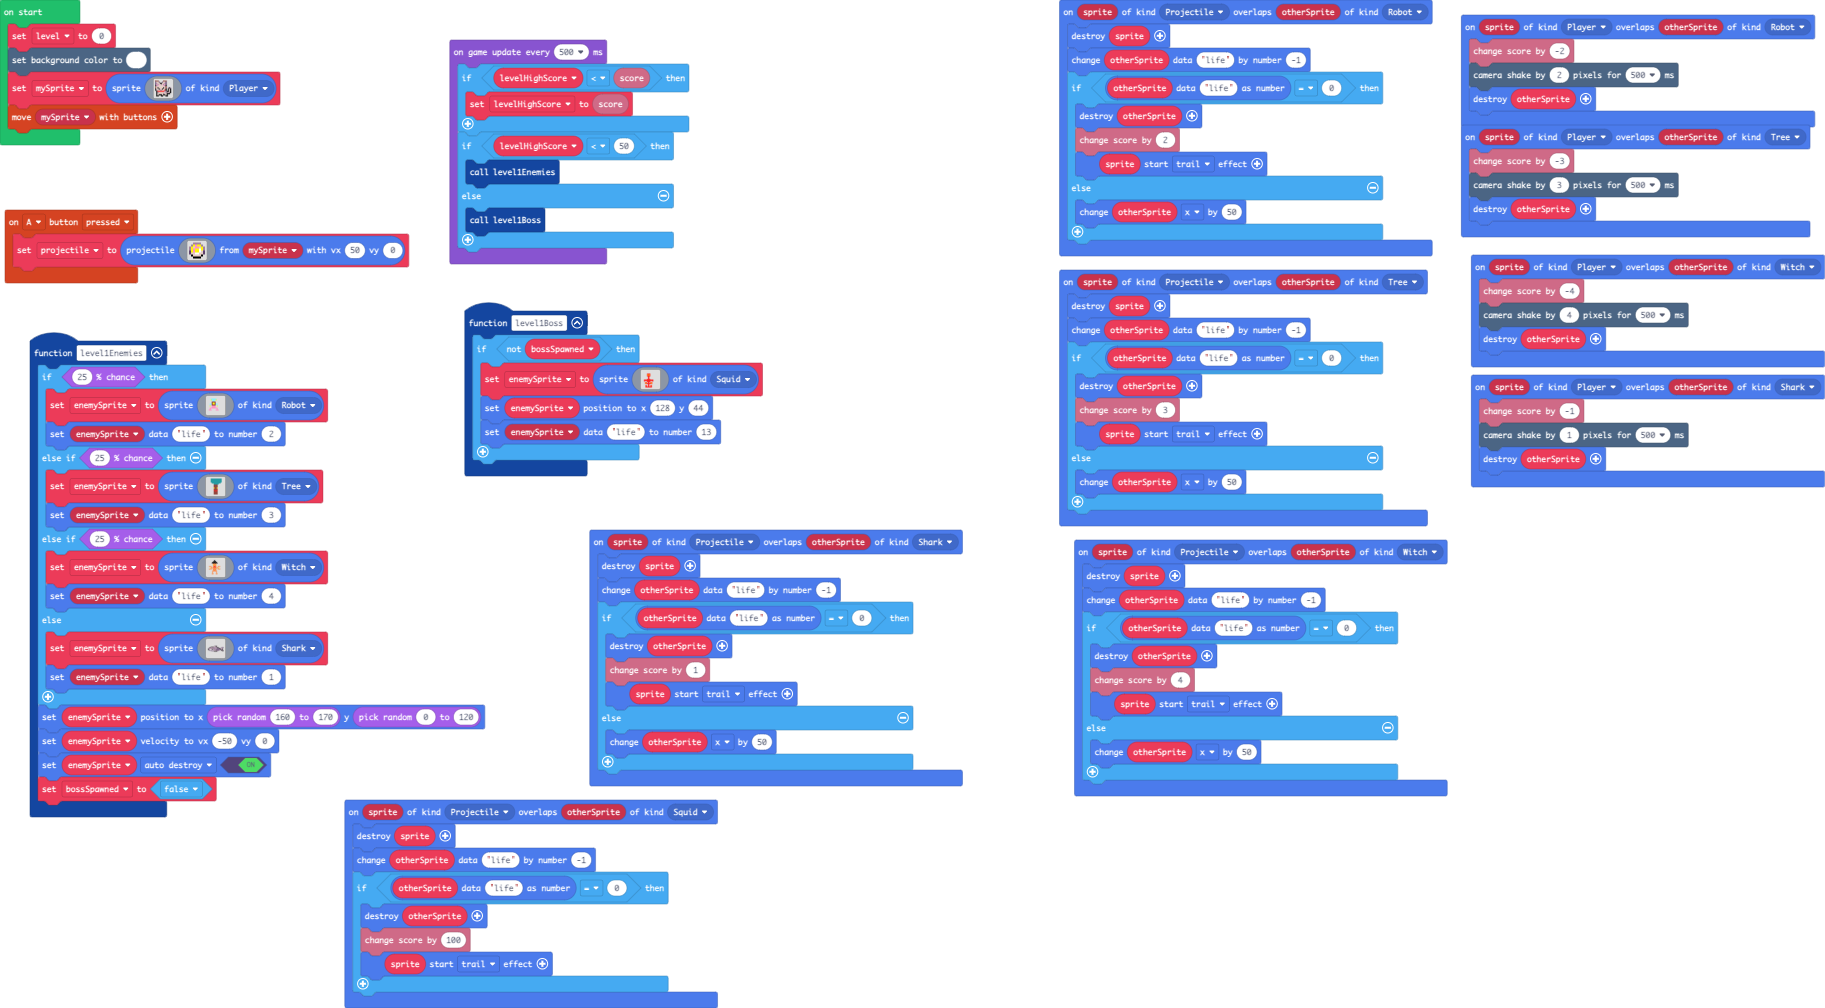 on start
set level to 0
set background color to
set mySprite to sprite of kind Player
move mySprite with buttons
on A button pressed
set projectile to projectile from mySprite with vx 50 vy 0
function level1Enemies
if 25 % chance then
set enemySprite to sprite of kind Robot
set enemySprite data "life" to number 2
else if 25 % chance then
set enemySprite to sprite of kind Tree
set enemySprite data "life" to number 3
else if 25 % chance then
set enemySprite to sprite of kind Witch
set enemySprite data "life" to number 4
else
set enemySprite to sprite of kind Shark
set enemySprite data "life" to number 1
set enemySprite position to x pick random 160 to 170 y pick random 0 to 120
set enemySprite velocity to vx -50 vy 0
set enemySprite auto destroy ON
set bossSpawned to false
on game update every 500 ms
if levelHighScore < score then
set levelHighScore to score
if levelHighScore < 50 then
call level1Enemies
else
call level1Boss
function level1Boss
if not bossSpawned then
set enemySprite to sprite of kind Squid
set enemySprite position to x 128 y 44
set enemySprite data "life" to number 13
on sprite of kind Projectile overlaps otherSprite of kind Shark
destroy sprite
change otherSprite data "life" by number -1
if otherSprite data "life" as number = 0 then
destroy otherSprite
change score by 1
sprite start trail effect
else
change otherSprite x by 50
on sprite of kind Projectile overlaps otherSprite of kind Squid
destroy sprite
change otherSprite data "life" by number -1
if otherSprite data "life" as number = 0 then
destroy otherSprite
change score by 100
sprite start trail effect
on sprite of kind Projectile overlaps otherSprite of kind Robot
destroy sprite
change otherSprite data "life" by number -1
if otherSprite data "life" as number = 0 then
destroy otherSprite
change score by 2
sprite start trail effect
else
change otherSprite x by 50
on sprite of kind Projectile overlaps otherSprite of kind Tree
destroy sprite
change otherSprite data "life" by number -1
if otherSprite data "life" as number = 0 then
destroy otherSprite
change score by 3
sprite start trail effect
else
change otherSprite x by 50
on sprite of kind Projectile overlaps otherSprite of kind Witch
destroy sprite
change otherSprite data "life" by number -1
if otherSprite data "life" as number = 0 then
destroy otherSprite
change score by 4
sprite start trail effect
else
change otherSprite x by 50
on sprite of kind Player overlaps otherSprite of kind Robot
change score by -2
camera shake by 2 pixels for 500 ms
destroy otherSprite
on sprite of kind Player overlaps otherSprite of kind Tree
change score by -3
camera shake by 3 pixels for 500 ms
destroy otherSprite
on sprite of kind Player overlaps otherSprite of kind Witch
change score by -4
camera shake by 4 pixels for 500 ms
destroy otherSprite
on sprite of kind Player overlaps otherSprite of kind Shark
change score by -1
camera shake by 1 pixels for 500 ms
destroy otherSprite